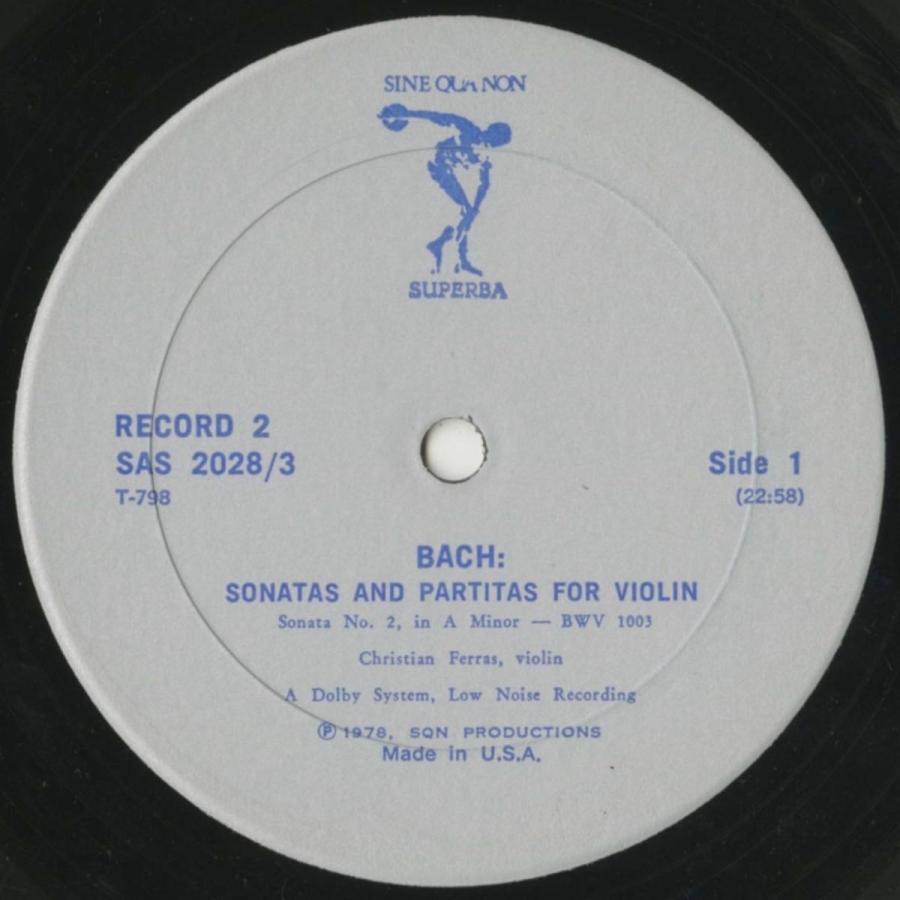 SINE QUA NON
SUPERBA
RECORD 2
SAS 2028/3
T-798
Side 1
(22:58)
BACH:
SONATAS AND PARTITAS FOR VIOLIN
Sonata No. 2, in A Minor — BWV 1003
Christian Ferras, violin
A Dolby System, Low Noise Recording
℗ 1978, SQN PRODUCTIONS
Made in U.S.A.